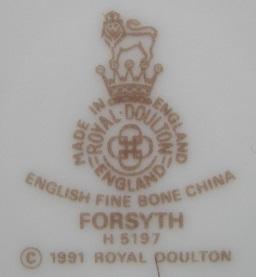 MADE IN ENGLAND
ROYAL · DOULTON
ENGLAND
ENGLISH FINE BONE CHINA
FORSYTH
H 5197
© 1991 ROYAL DOULTON